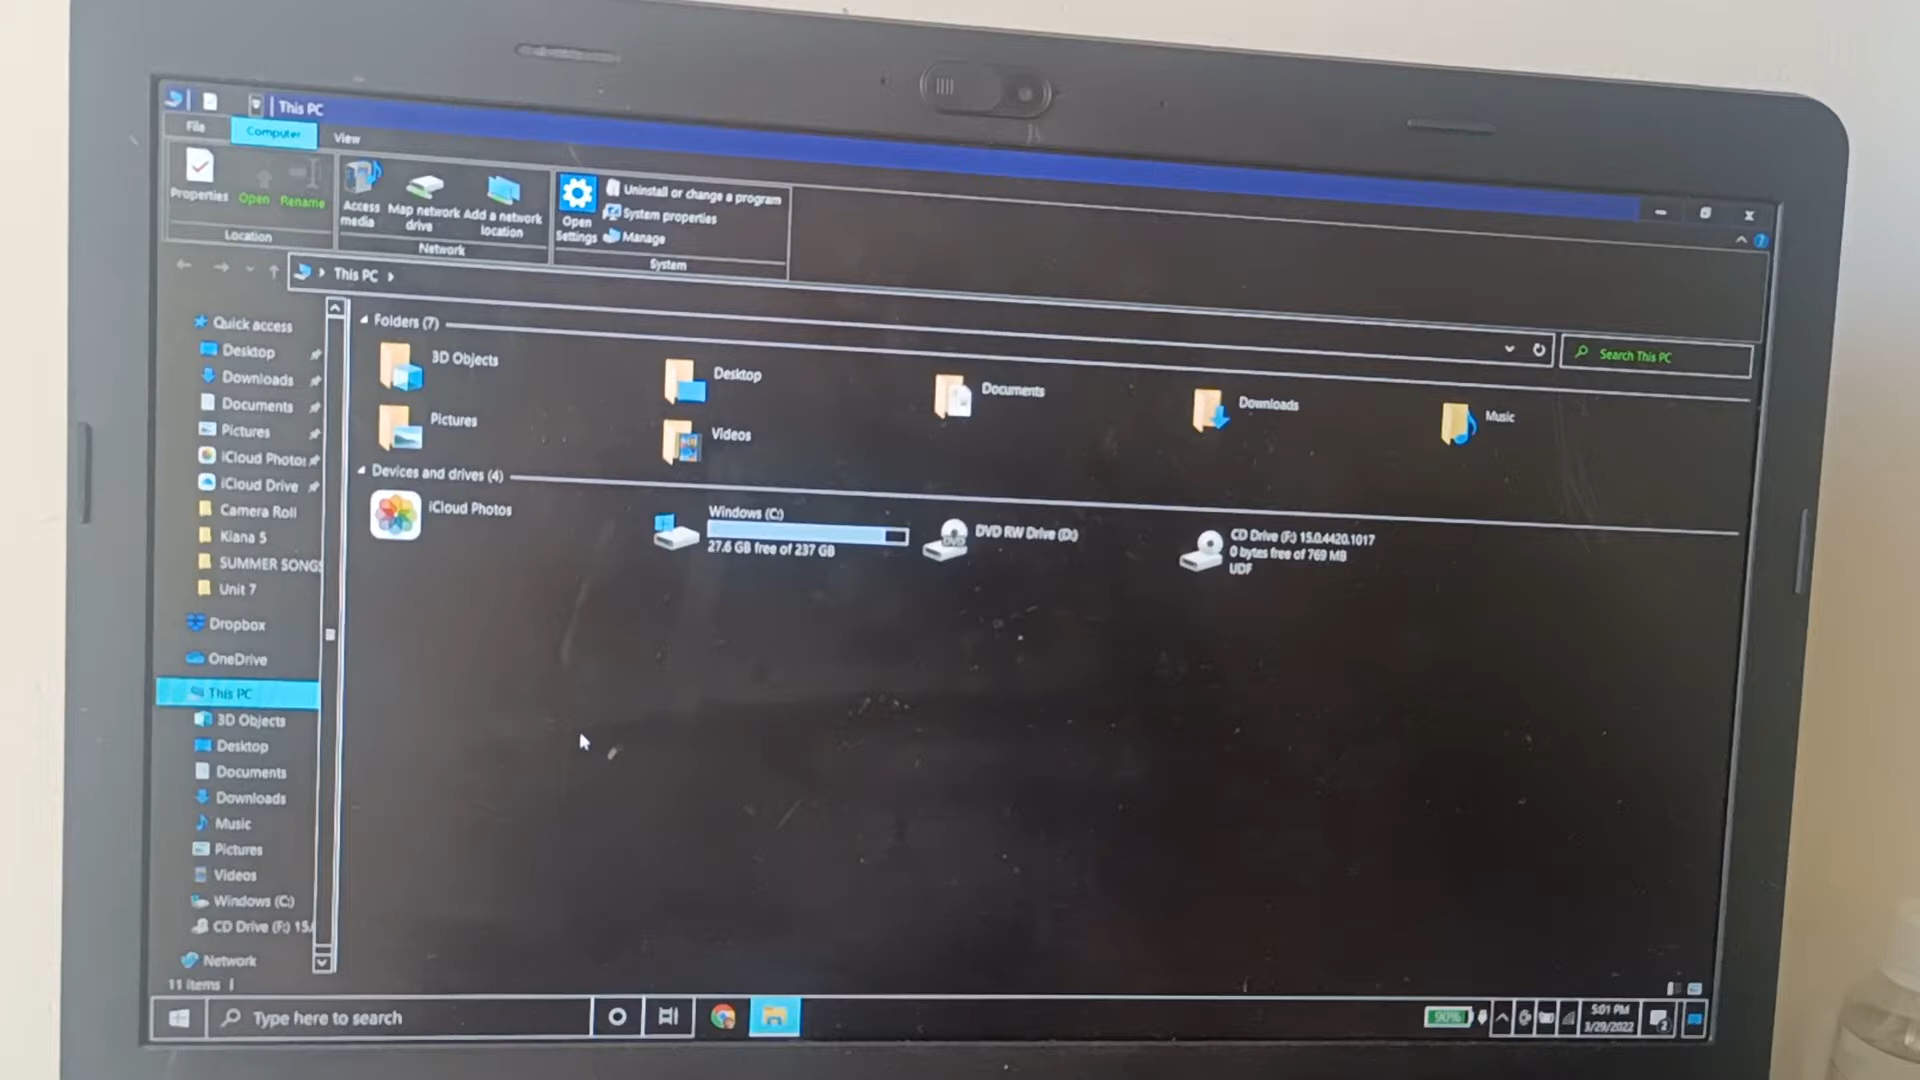 This PC
File
Computer
View
Properties
Open
Rename
Access media
Map network drive
Add a network location
Open Settings
Uninstall or change a program
System properties
Manage
Location
Network
System
This PC
Search This PC
Quick access
Desktop
Downloads
Documents
Pictures
iCloud Photos
iCloud Drive
Camera Roll
Kiana 5
SUMMER SONGS
Unit 7
Dropbox
OneDrive
This PC
3D Objects
Desktop
Documents
Downloads
Music
Pictures
Videos
Windows (C:)
CD Drive (F:) 15.
Network
Folders (7)
3D Objects
Desktop
Documents
Downloads
Music
Pictures
Videos
Devices and drives (4)
iCloud Photos
Windows (C:)
27.6 GB free of 237 GB
DVD RW Drive (D:)
DVD
CD Drive (F:) 15.0.4420.1017
0 bytes free of 769 MB
UDF
11 items
Type here to search
90%
5:01 PM
3/29/2022
2